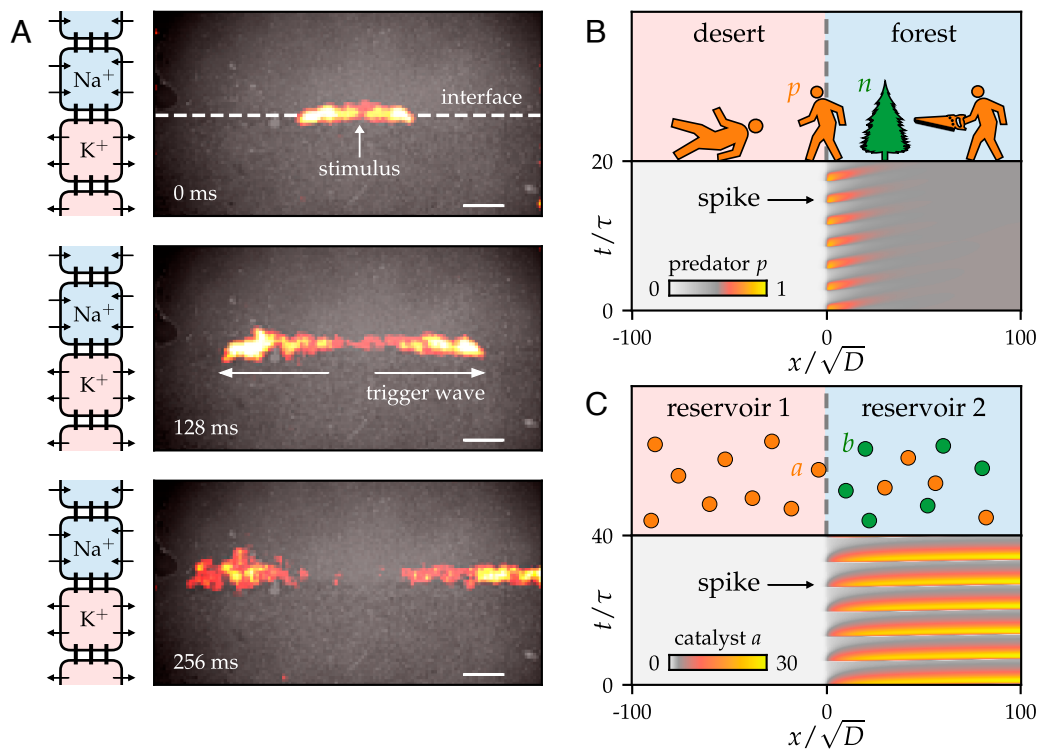 A
Na+
K+
interface
stimulus
0 ms
Na+
K+
trigger wave
128 ms
Na+
K+
256 ms
B
desert
forest
p
n
20
spike
t/τ
predator p
0
1
0
-100
0
100
x/√D
C
reservoir 1
reservoir 2
b
a
40
spike
t/τ
catalyst a
0
30
0
-100
0
100
x/√D